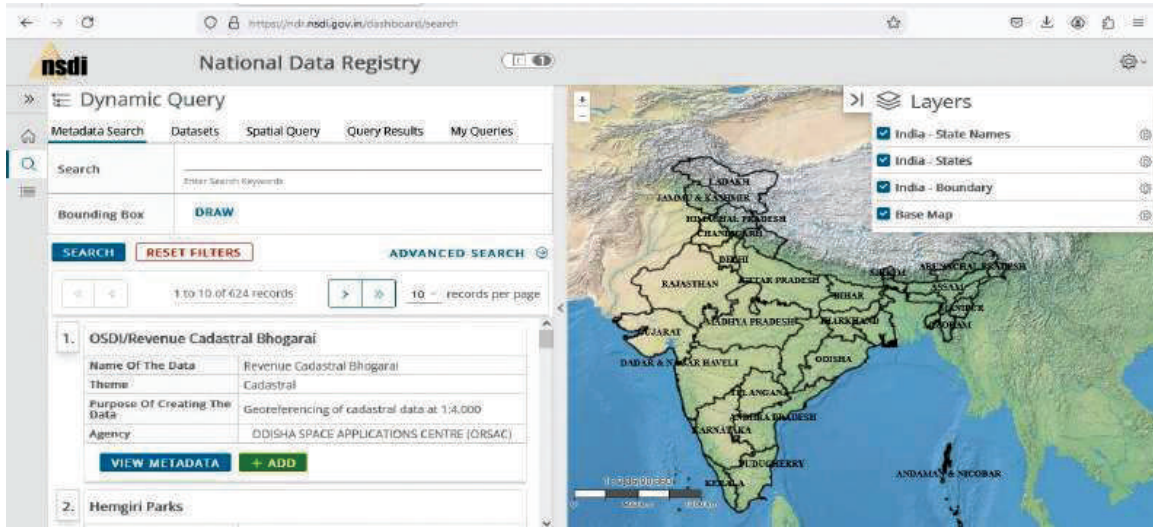 https://ndr.nsdi.gov.in/dashboard/search
nsdi
National Data Registry
Dynamic Query
Metadata Search
Datasets
Spatial Query
Query Results
My Queries
Search
Enter Search Keywords
Bounding Box
DRAW
SEARCH
RESET FILTERS
ADVANCED SEARCH
1 to 10 of 624 records
10
records per page
1.
OSDI/Revenue Cadastral Bhogarai
Name Of The Data
Revenue Cadastral Bhogarai
Theme
Cadastral
Purpose Of Creating The
Data
Georeferencing of cadastral data at 1:4,000
Agency
ODISHA SPACE APPLICATIONS CENTRE (ORSAC)
VIEW METADATA
+ ADD
2.
Hemgiri Parks
Layers
India - State Names
India - States
India - Boundary
Base Map
LADAKH
JAMMU & KASHMIR
HIMACHAL PRADESH
CHANDIGARH
DELHI
RAJASTHAN
UTTAR PRADESH
SIKKIM
ARUNACHAL PRADESH
ASSAM
BIHAR
MANIPUR
MIZORAM
GUJARAT
MADHYA PRADESH
JHARKHAND
DADAR & NAGAR HAVELI
ODISHA
TELANGANA
ANDHRA PRADESH
KARNATAKA
PUDUCHERRY
KERALA
ANDAMAN & NICOBAR